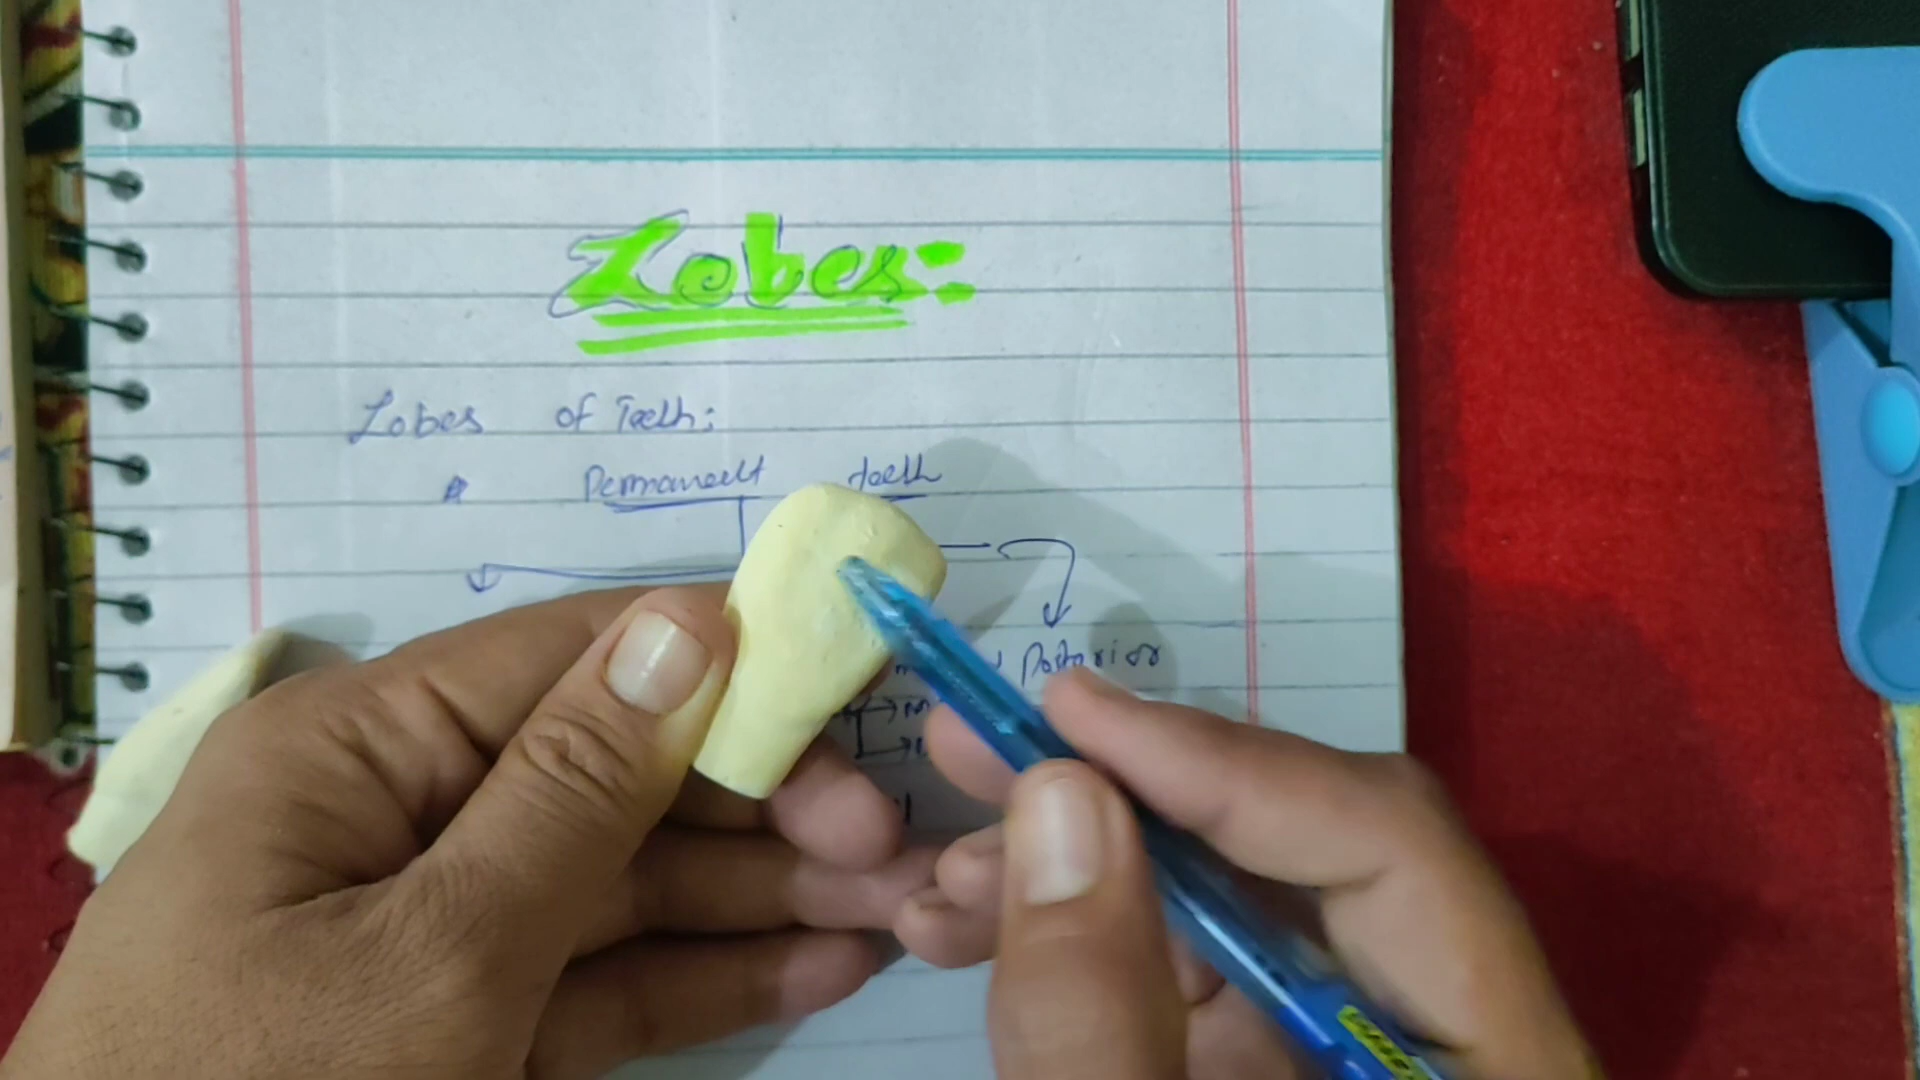 Lobes:
Lobes of Teeth:
Permanent teeth
Posterior